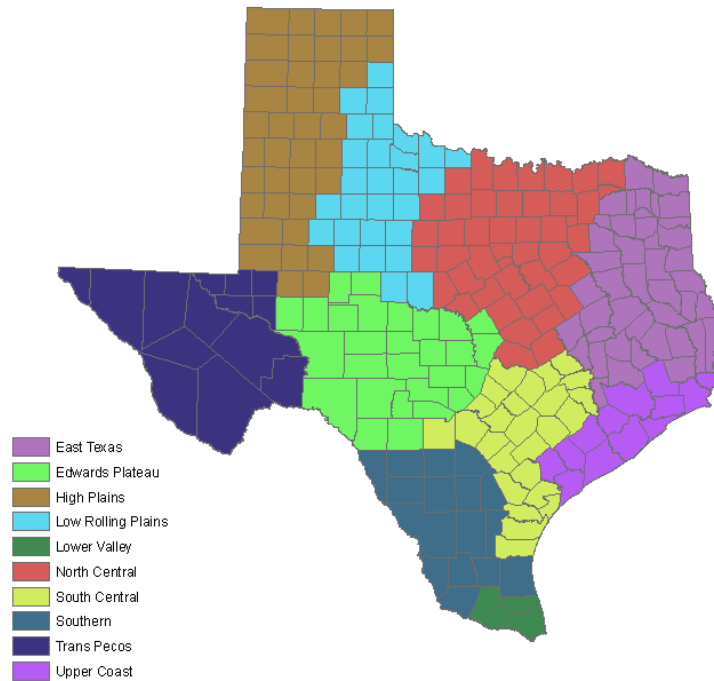 East Texas
Edwards Plateau
High Plains
Low Rolling Plains
Lower Valley
North Central
South Central
Southern
Trans Pecos
Upper Coast